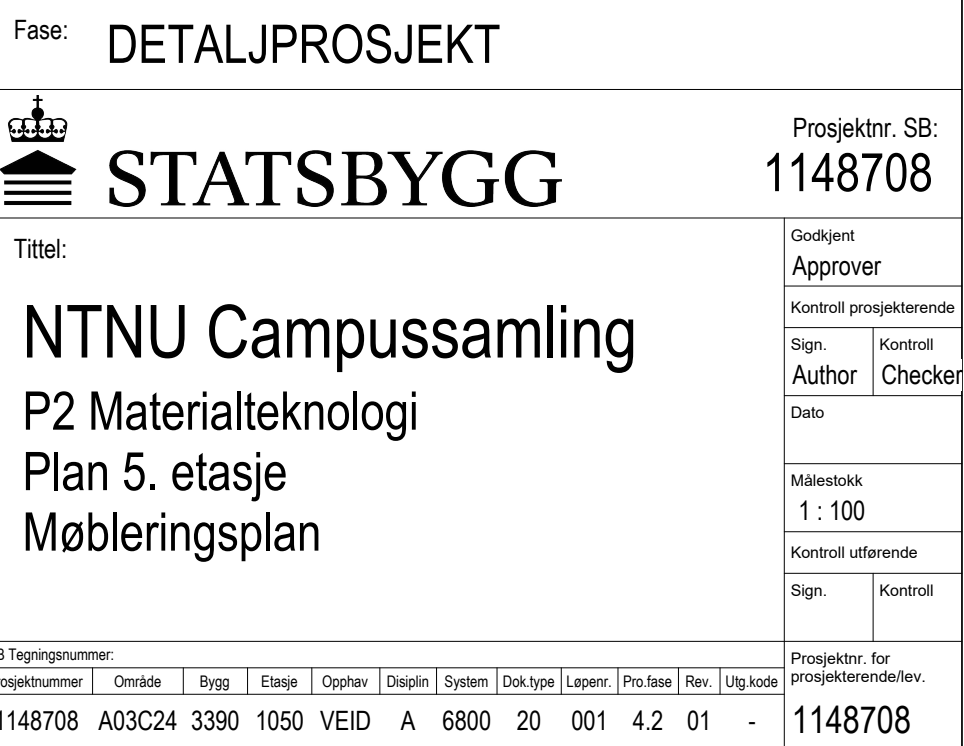 Fase: DETALJPROSJEKT
STATSBYGG
Prosjektnr. SB:
1148708
Tittel:
NTNU Campussamling
P2 Materialteknologi
Plan 5. etasje
Møbleringsplan
Godkjent
Approver
Kontroll prosjekterende
Sign. Kontroll
Author Checker
Dato
Målestokk
1 : 100
Kontroll utførende
Sign. Kontroll
Tegningsnummer:
Område Bygg Etasje Opphav Disiplin System Dok.type Løpenr. Pro.fase Rev. Utg.kode
1148708 A03C24 3390 1050 VEID A 6800 20 001 4.2 01 -
Prosjektnr. for
prosjekterende/lev.
1148708